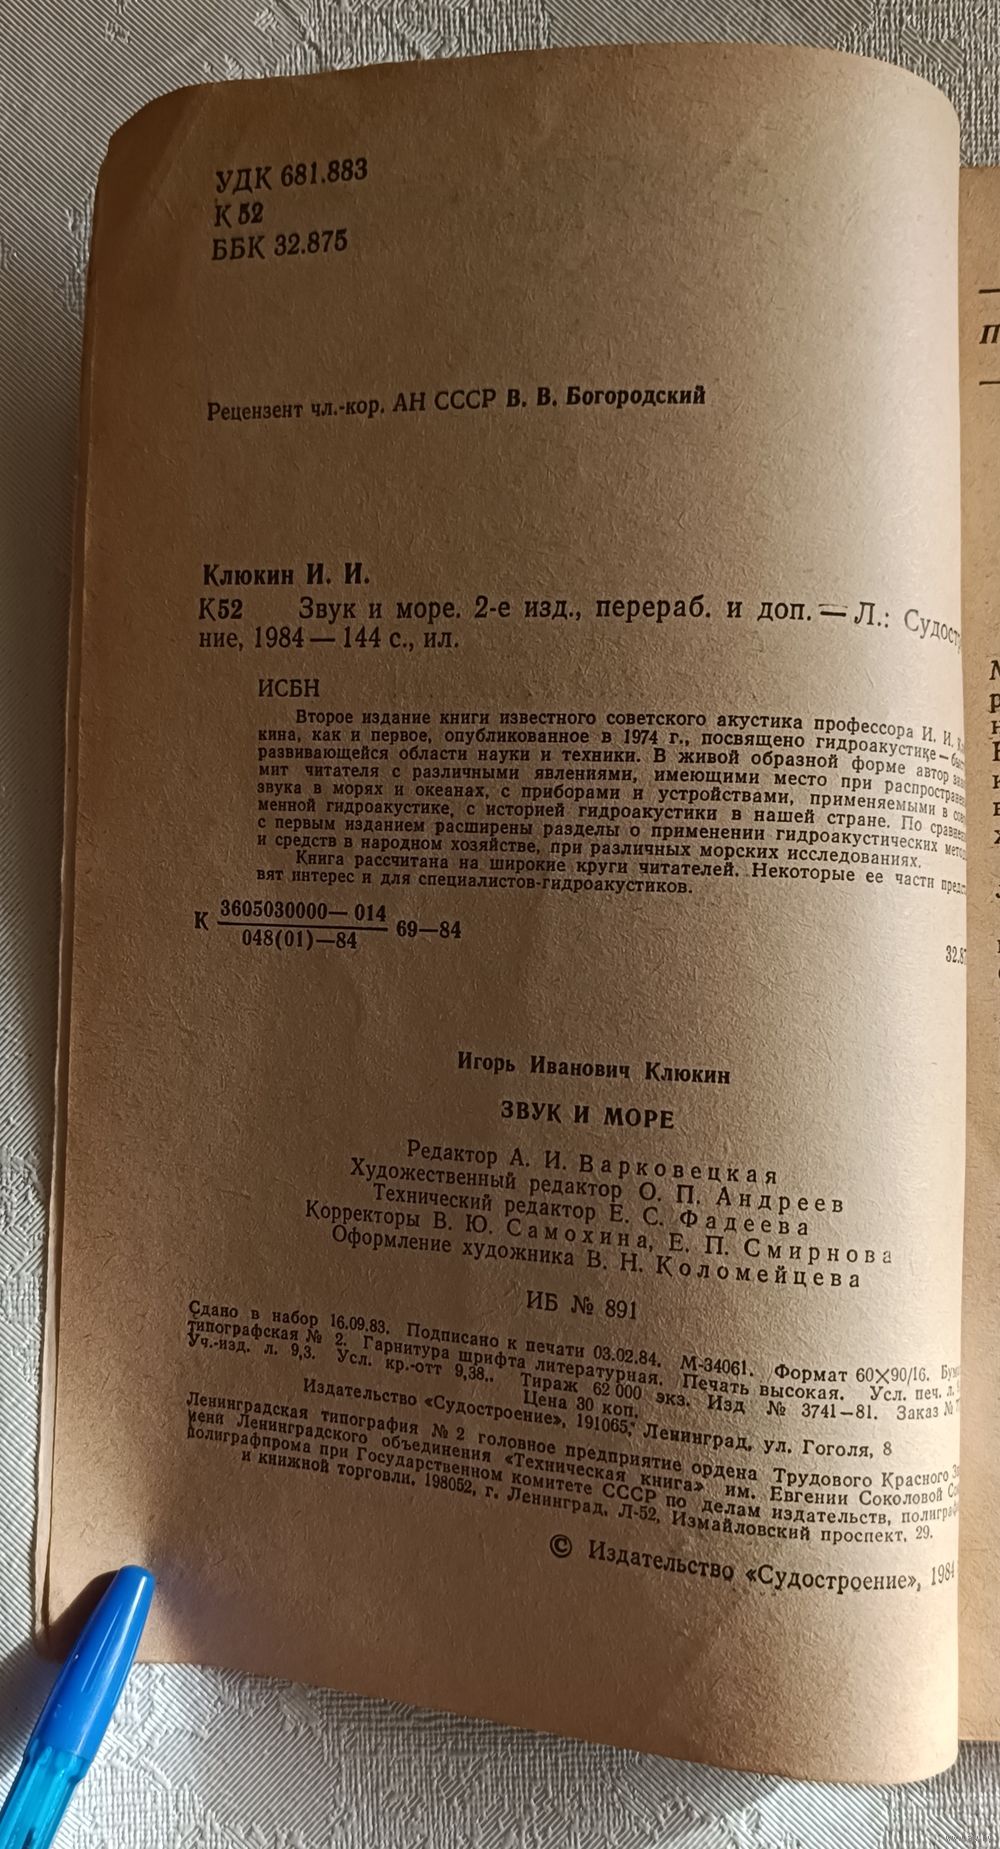 УДК 681.883
К 52
ББК 32.875
Рецензент чл.-кор. АН СССР В. В. Богородский
Клюкин И. И.
К52 Звук и море. 2-е изд., перераб. и доп. — Л.:
ние, 1984 — 144 с., ил.
ИСБН
Второе издание книги известного советского акустика профессора И. И.
кина, как и первое, опубликованное в 1974 г., посвящено гидроакустике —
развивающейся области науки и техники. В живой образной форме автор
мит читателя с различными явлениями, имеющими место при
звука в морях и океанах, с приборами и устройствами, применяемыми в
менной гидроакустике, с историей гидроакустики в нашей стране. По
с первым изданием расширены разделы о применении гидроакустических
и средств в народном хозяйстве, при различных морских исследованиях.
Книга рассчитана на широкие круги читателей. Некоторые ее части
вят интерес и для специалистов-гидроакустиков.
К 3605030000—014 69—84
048(01)—84
Игорь Иванович Клюкин
ЗВУК И МОРЕ
Редактор А. И. Варковецкая
Художественный редактор О. П. Андреев
Технический редактор Е. С. Фадеева
Корректоры В. Ю. Самохина, Е. П. Смирнова
Оформление художника В. Н. Коломейцева
ИБ № 891
Сдано в набор 16.09.83. Подписано к печати 03.02.84. М-34061. Формат 60×90/16.
типографская № 2. Гарнитура шрифта литературная. Печать высокая. Усл. печ. л.
Уч.-изд. л. 9,3. Усл. кр.-отт 9,38.. Тираж 62 000 экз. Изд № 3741—81. Заказ №
Цена 30 коп.
Издательство «Судостроение», 191065, Ленинград, ул. Гоголя, 8
Ленинградская типография № 2 головное предприятие ордена Трудового Красного
мени Ленинградского объединения «Техническая книга» им. Евгении Соколовой
полиграфпрома при Государственном комитете СССР по делам издательств,
и книжной торговли. 198052, г. Ленинград, Л-52, Измайловский проспект, 29.
© Издательство «Судостроение», 1984